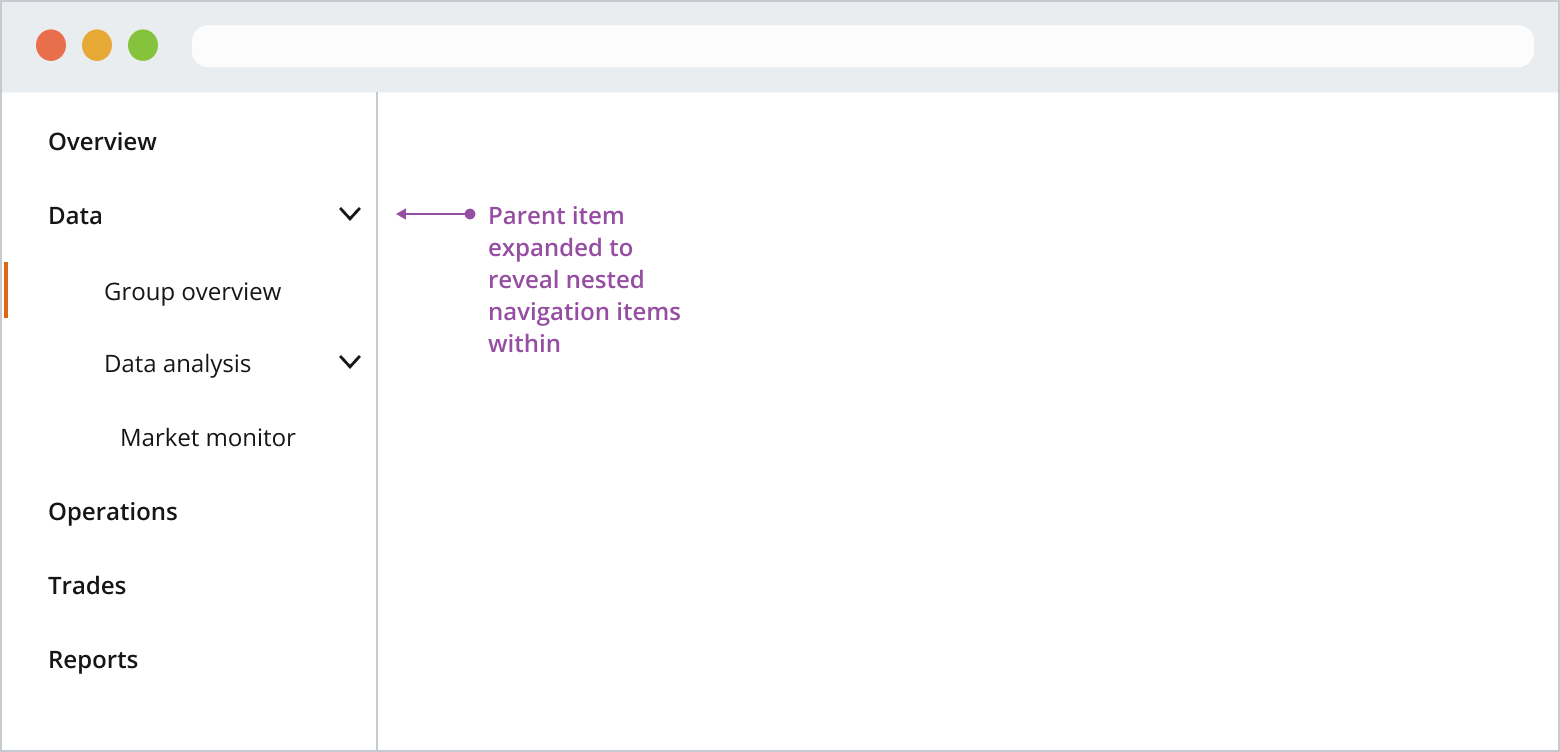 Overview
Data
Parent item
expanded to
reveal nested
navigation items
within
Group overview
Data analysis
Market monitor
Operations
Trades
Reports